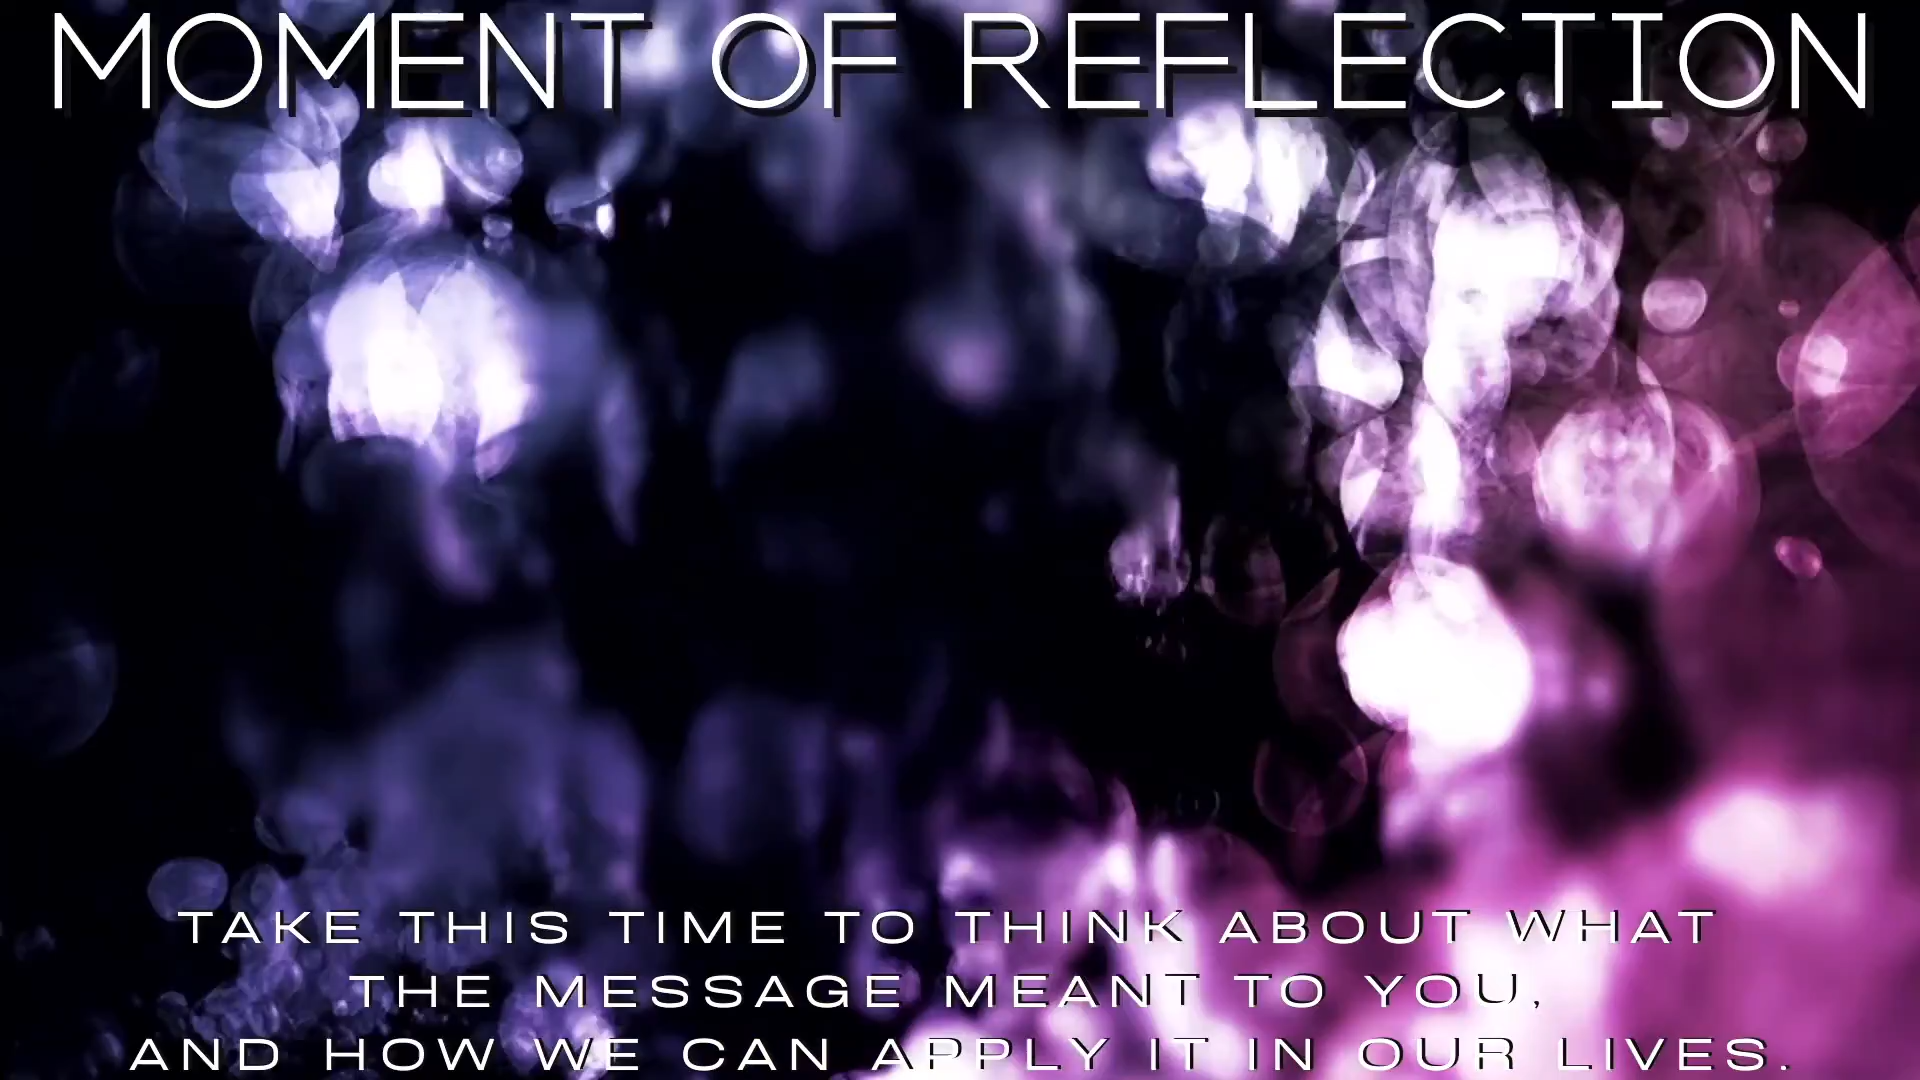 MOMENT OF REFLECTION
TAKE THIS TIME TO THINK ABOUT WHAT
THE MESSAGE MEANT TO YOU,
AND HOW WE CAN APPLY IT IN OUR LIVES.